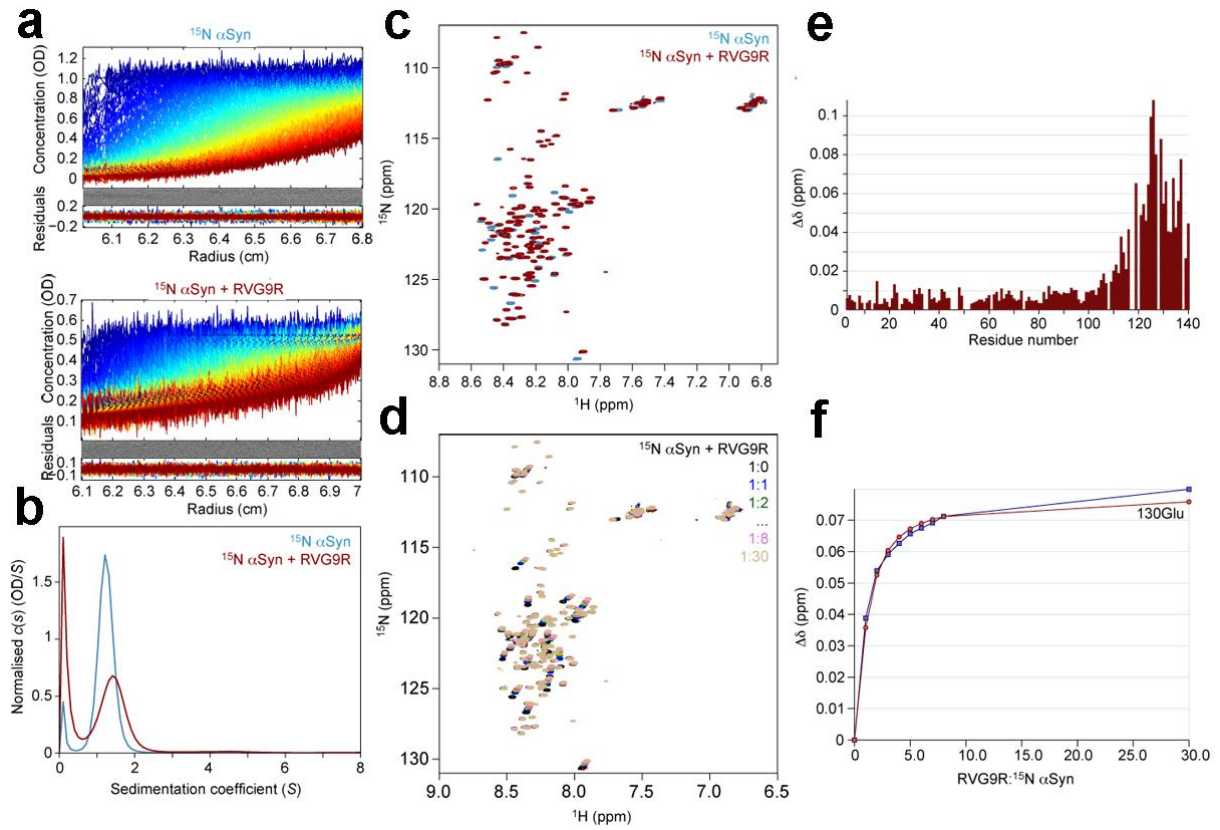 a
¹⁵N αSyn
Concentration (OD)
1.2
1.0
0.8
0.6
0.4
0.2
0
Residuals
0.2
−0.2
6.1 6.2 6.3 6.4 6.5 6.6 6.7 6.8
Radius (cm)
¹⁵N αSyn + RVG9R
Concentration (OD)
0.7
0.6
0.5
0.4
0.3
0.2
0.1
Residuals
0.1
−0.1
6.1 6.2 6.3 6.4 6.5 6.6 6.7 6.8 6.9 7
Radius (cm)
b
¹⁵N αSyn
¹⁵N αSyn + RVG9R
Normalised c(s) (OD/S)
1.5
1
0.5
0
0 2 4 6 8
Sedimentation coefficient (S)
c
¹⁵N αSyn
¹⁵N αSyn + RVG9R
¹⁵N (ppm)
110
115
120
125
130
8.8 8.6 8.4 8.2 8.0 7.8 7.6 7.4 7.2 7.0 6.8
¹H (ppm)
d
¹⁵N αSyn + RVG9R
1:0
1:1
1:2
...
1:8
1:30
¹⁵N (ppm)
110
115
120
125
130
9.0 8.5 8.0 7.5 7.0 6.5
¹H (ppm)
e
Δδ (ppm)
0.1
0.08
0.06
0.04
0.02
0
0 20 40 60 80 100 120 140
Residue number
f
130Glu
Δδ (ppm)
0.07
0.06
0.05
0.04
0.03
0.02
0.01
0.00
0.0 5.0 10.0 15.0 20.0 25.0 30.0
RVG9R:¹⁵N αSyn